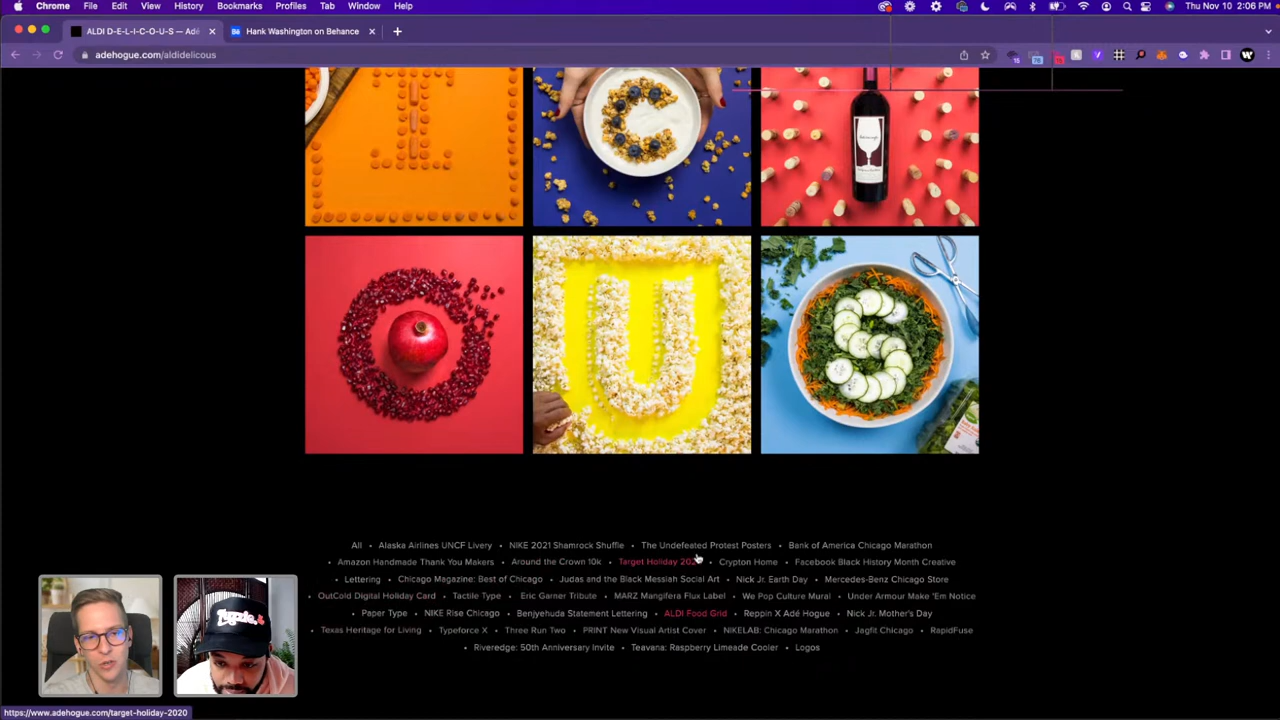 Chrome File Edit View History Bookmarks Profiles Tab Window Help Thu Nov 10 2:06 PM
ALDI D-E-L-I-C-O-U-S — Adé Hank Washington on Behance
adehogue.com/aldidelicous
I C
U S
All • Alaska Airlines UNCF Livery • NIKE 2021 Shamrock Shuffle • The Undefeated Protest Posters • Bank of America Chicago Marathon
• Amazon Handmade Thank You Makers • Around the Crown 10k • Target Holiday • Crypton Home • Facebook Black History Month Creative
• Lettering • Chicago Magazine: Best of Chicago • Judas and the Black Messiah Social Art • Nick Jr. Earth Day • Mercedes-Benz Chicago Store
• OutCold Digital Holiday Card • Tactile Type • Eric Garner Tribute • MARZ Mangifera Flux Label • We Pop Culture Mural • Under Armour Make 'Em Notice
• Paper Type • NIKE Rise Chicago • Benjyehuda Statement Lettering • ALDI Food Grid • Reppin X Adé Hogue • Nick Jr. Mother's Day
• Texas Heritage for Living • Typeforce X • Three Run Two • PRINT New Visual Artist Cover • NIKELAB: Chicago Marathon • Jagfit Chicago • RapidFuse
• Riveredge: 50th Anniversary Invite • Teavana: Raspberry Limeade Cooler • Logos
https://www.adehogue.com/target-holiday-2020